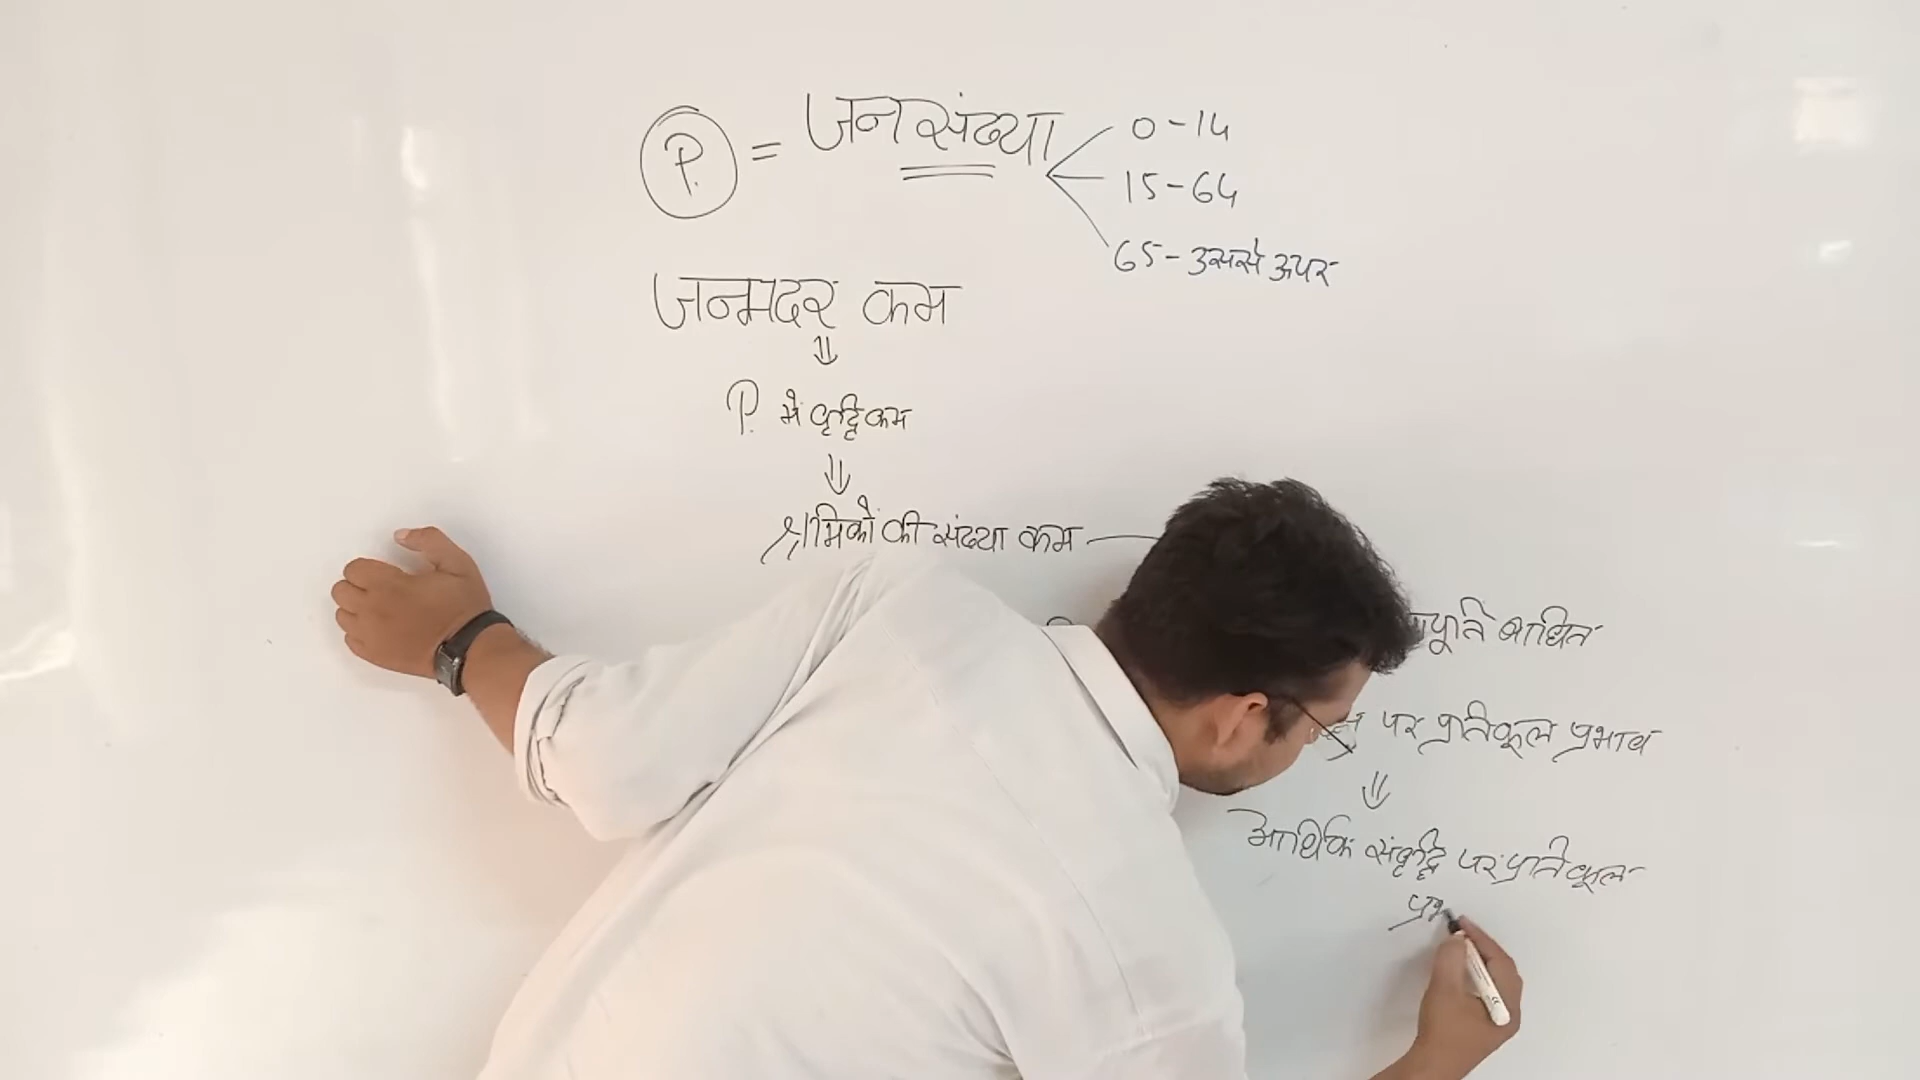 P. = जनसंख्या
0-14
15-64
65- उससे ऊपर
जन्मदर कम
P. में वृद्धि कम
श्रमिकों की संख्या कम
बाधित
पर प्रतिकूल प्रभाव
आर्थिक संवृद्धि पर प्रतिकूल